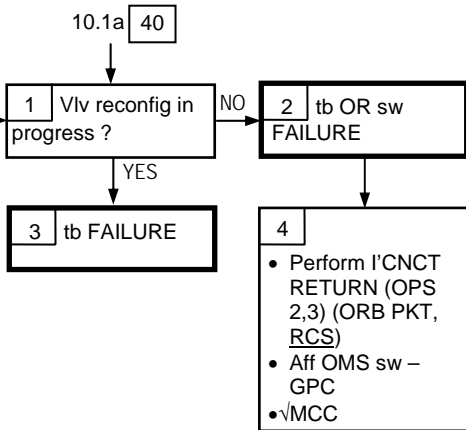 10.1a 40
1 Vlv reconfig in
progress ?
NO
2 tb OR sw
FAILURE
YES
3 tb FAILURE
4
• Perform I'CNCT
RETURN (OPS
2,3) (ORB PKT,
RCS)
• Aff OMS sw –
GPC
•√MCC